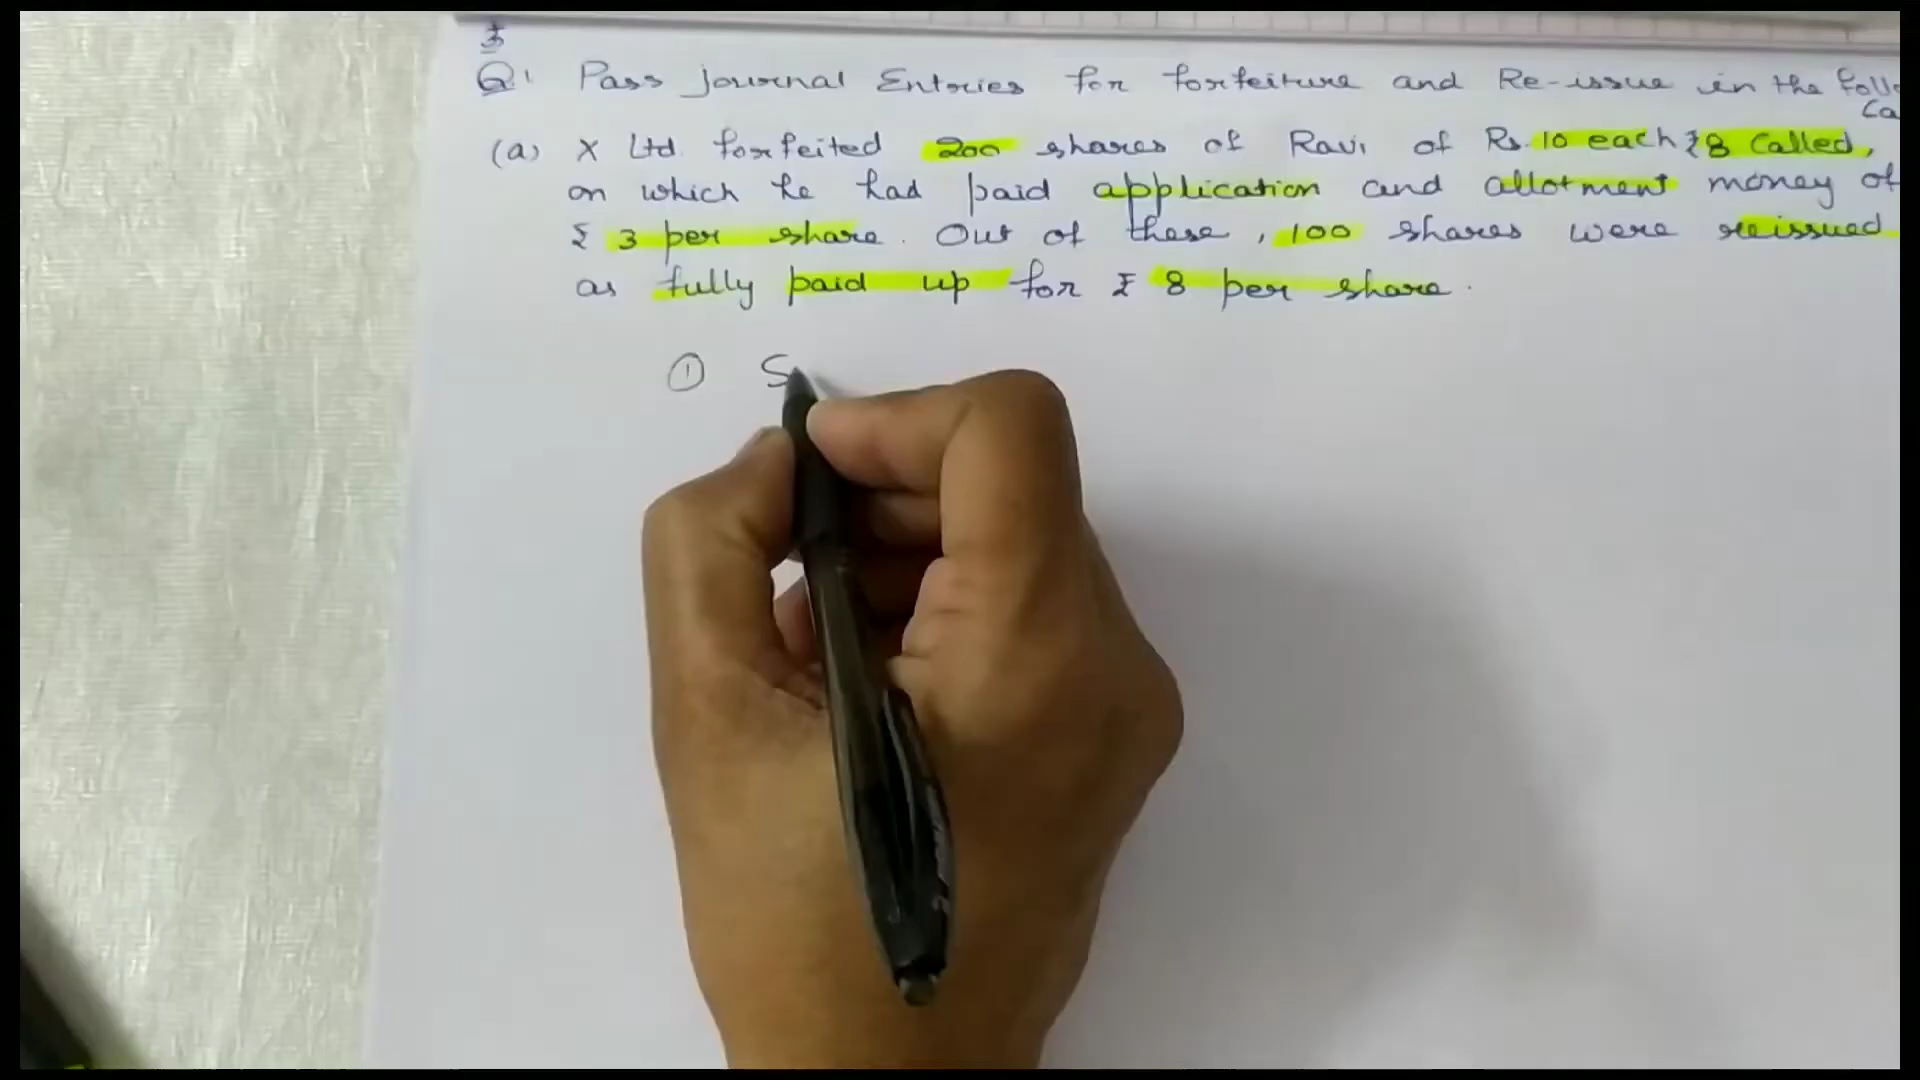 Q1 Pass Journal Entries for forfeiture and Re-issue in the
(a) X Ltd. forfeited 200 shares of Ravi of Rs. 10 each ₹8 Called,
on which he had paid application and allotment money of
₹ 3 per share. Out of these, 100 shares were reissued
as fully paid up for ₹ 8 per share.
① S